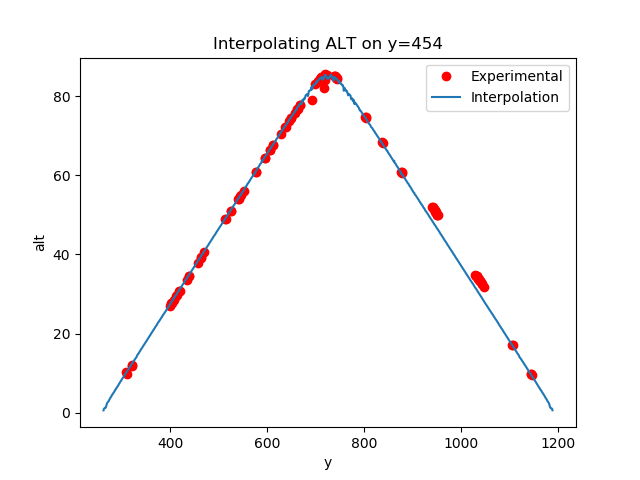 Interpolating ALT on y=454
Experimental
Interpolation
80
60
40
20
0
alt
400 600 800 1000 1200
y